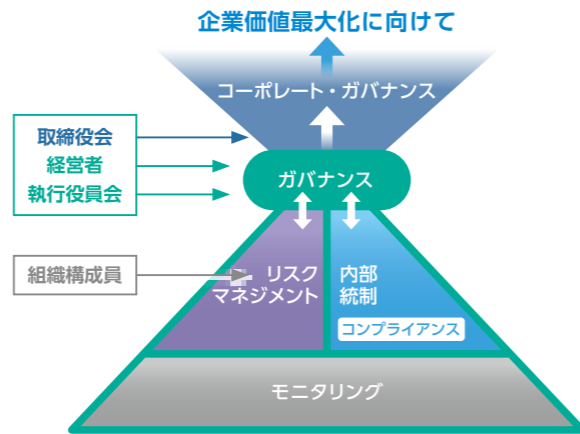 企業価値最大化に向けて
コーポレート・ガバナンス
取締役会
経営者
執行役員会
ガバナンス
組織構成員
リスク
マネジメント
内部
統制
コンプライアンス
モニタリング